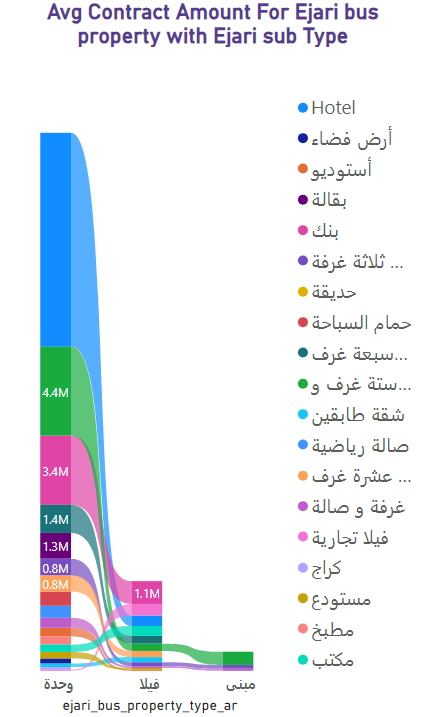 Avg Contract Amount For Ejari bus
property with Ejari sub Type
Hotel
أرض فضاء
أستوديو
بقالة
بنك
ثلاثة غرفة ...
حديقة
حمام السباحة
سبعة غرف...
ستة غرف و...
شقة طابقين
صالة رياضية
عشرة غرف ...
غرفة و صالة
فيلا تجارية
كراج
مستودع
مطبخ
مكتب
4.4M
3.4M
1.4M
1.3M
0.8M
0.8M
1.1M
وحدة
فيلا
مبنى
ejari_bus_property_type_ar